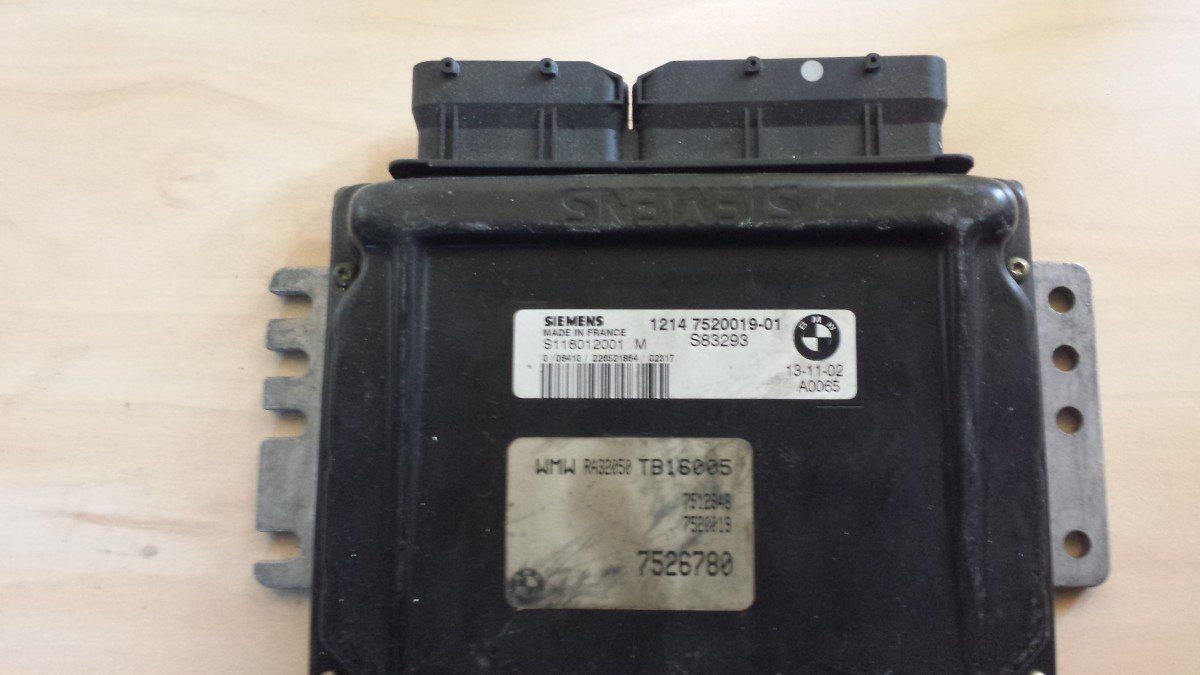 SIEMENS
SIEMENS 1214 7520019-01 BMW
MADE IN FRANCE
S118012001 M S83293
0 / 06410 / 226521864 / 02317
13-11-02
A0065
WMW RA32050 TB16005
7512948
7520019
7526780